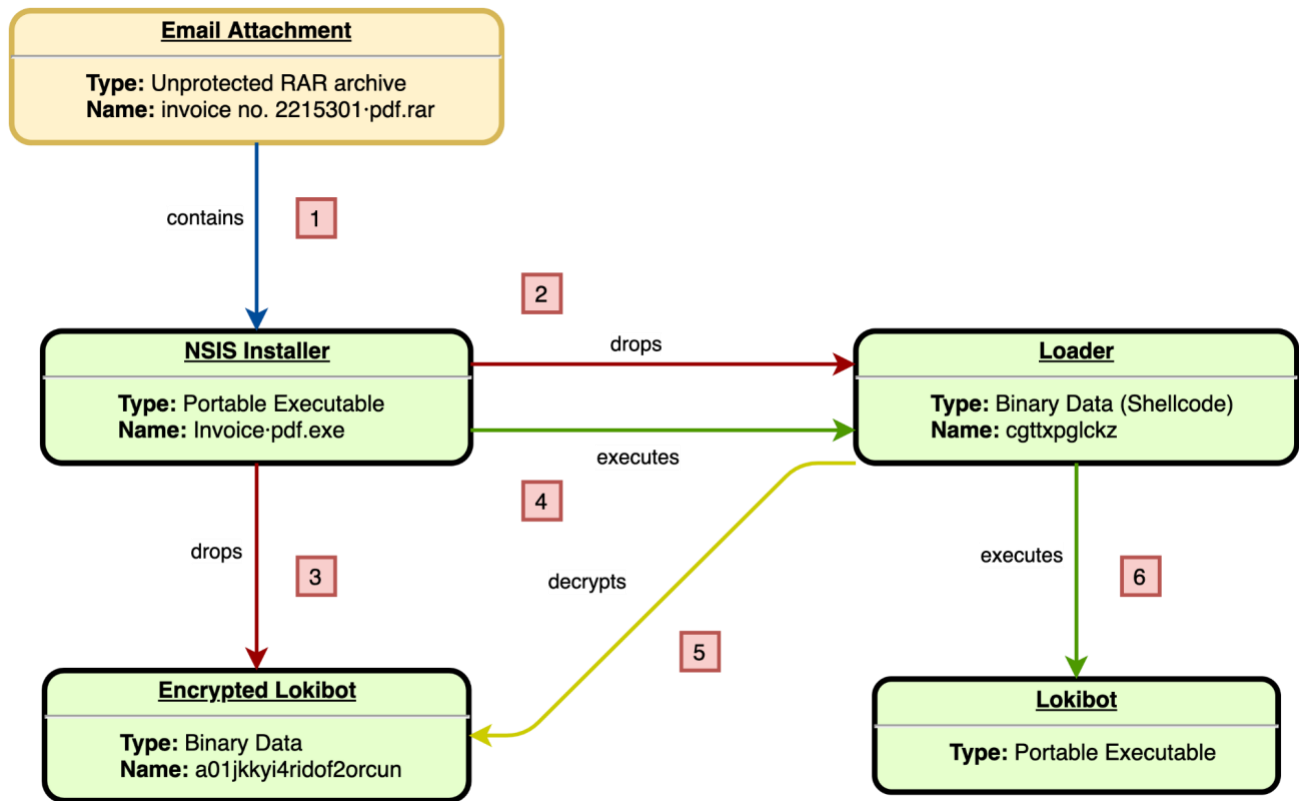 Email Attachment
Type: Unprotected RAR archive
Name: invoice no. 2215301·pdf.rar
contains
1
2
drops
NSIS Installer
Type: Portable Executable
Name: Invoice·pdf.exe
Loader
Type: Binary Data (Shellcode)
Name: cgttxpglckz
executes
4
drops
3
decrypts
5
executes
6
Encrypted Lokibot
Type: Binary Data
Name: a01jkkyi4ridof2orcun
Lokibot
Type: Portable Executable